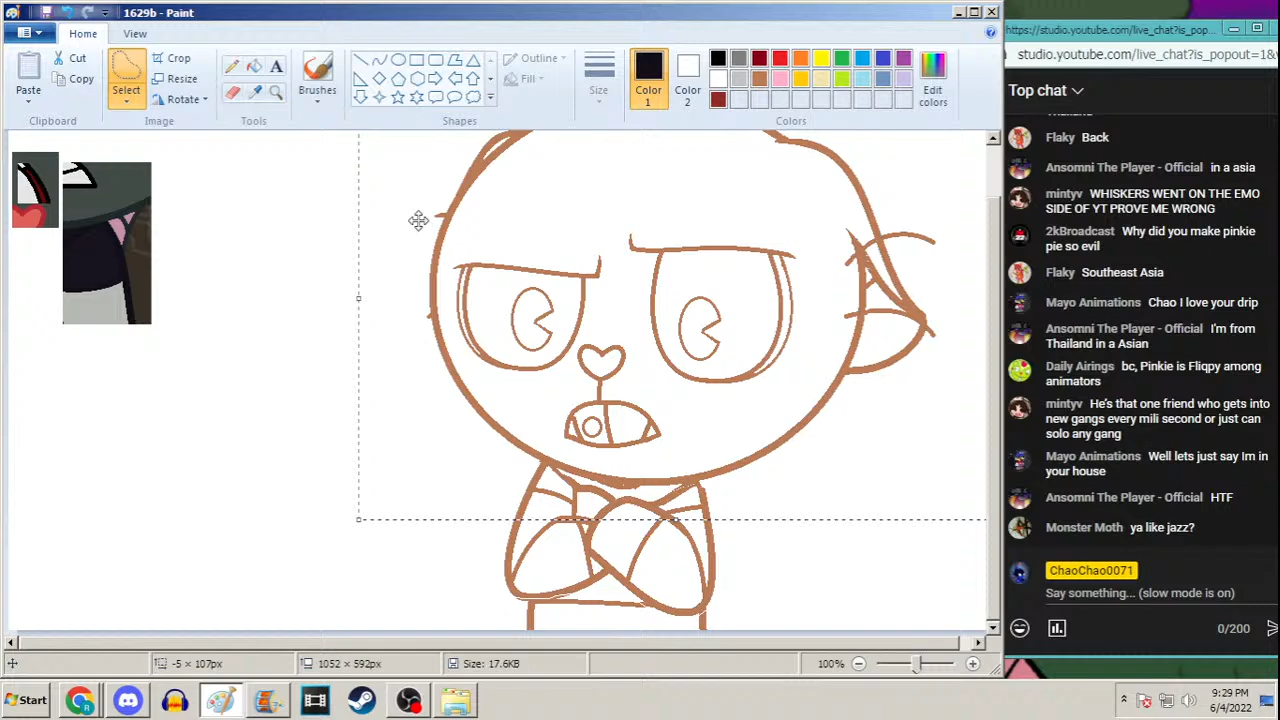 1629b - Paint
Home
View
Paste
Cut
Copy
Clipboard
Select
Crop
Resize
Rotate
Image
A
Tools
Brushes
Outline
Fill
Shapes
Size
Color
1
Color
2
Edit
colors
Colors
-5 × 107px
1052 × 592px
Size: 17.6KB
100%
https://studio.youtube.com/live_chat?is_pop...
studio.youtube.com/live_chat?is_popout=1&
Top chat
Flaky Back
Ansomni The Player - Official in a asia
mintyv WHISKERS WENT ON THE EMO
SIDE OF YT PROVE ME WRONG
2kBroadcast Why did you make pinkie
pie so evil
Flaky Southeast Asia
Mayo Animations Chao I love your drip
Ansomni The Player - Official I'm from
Thailand in a Asian
Daily Airings bc, Pinkie is Fliqpy among
animators
mintyv He's that one friend who gets into
new gangs every mili second or just can
solo any gang
Mayo Animations Well lets just say Im in
your house
Ansomni The Player - Official HTF
Monster Moth ya like jazz?
ChaoChao0071
Say something... (slow mode is on)
0/200
Start
9:29 PM
6/4/2022